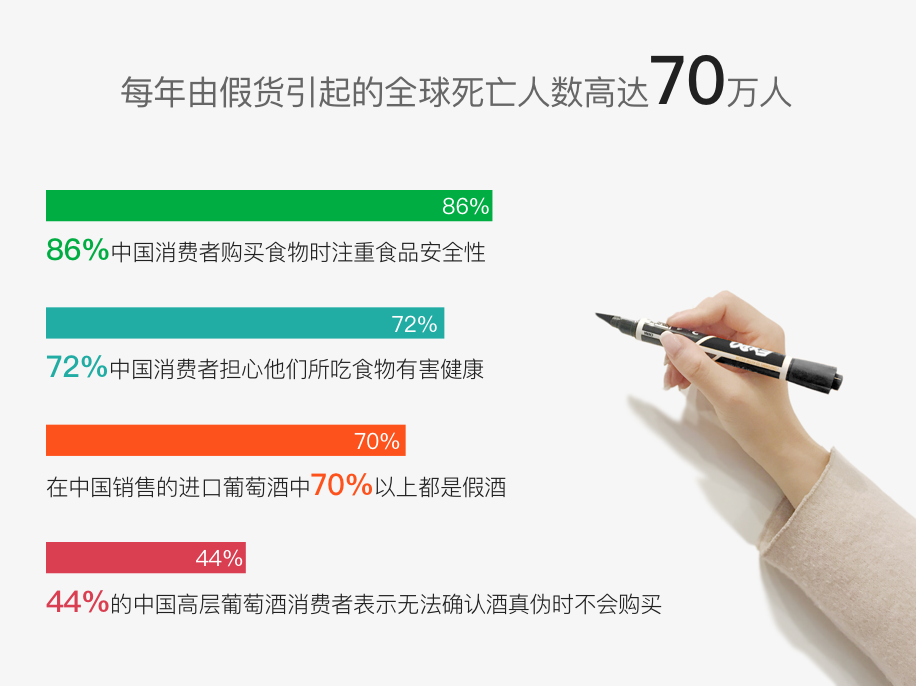 每年由假货引起的全球死亡人数高达70万人
86%
86%中国消费者购买食物时注重食品安全性
72%
72%中国消费者担心他们所吃食物有害健康
70%
在中国销售的进口葡萄酒中70%以上都是假酒
44%
44%的中国高层葡萄酒消费者表示无法确认酒真伪时不会购买